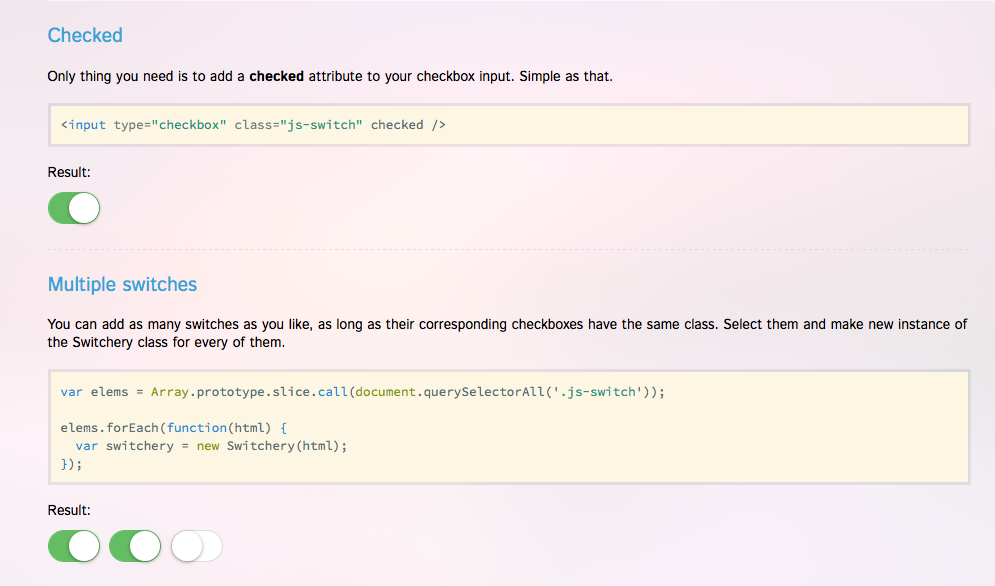 Checked
Only thing you need is to add a checked attribute to your checkbox input. Simple as that.
<input type="checkbox" class="js-switch" checked />
Result:
Multiple switches
You can add as many switches as you like, as long as their corresponding checkboxes have the same class. Select them and make new instance of
the Switchery class for every of them.
var elems = Array.prototype.slice.call(document.querySelectorAll('.js-switch'));
elems.forEach(function(html) {
  var switchery = new Switchery(html);
});
Result: